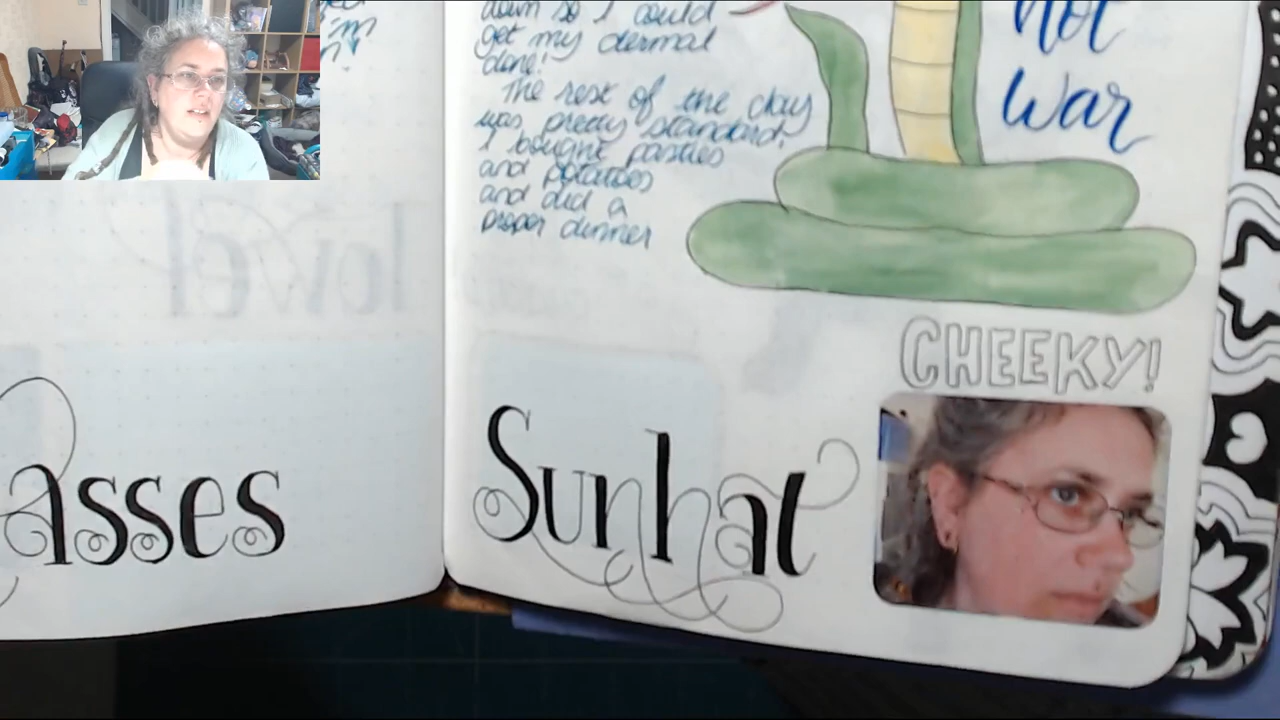 I'm
down so I could
get my dermal
done!
The rest of the day
was pretty standard.
I bought pasties
and potatoes
and did a
proper dinner
not
war
CHEEKY!
asses
Sunhat